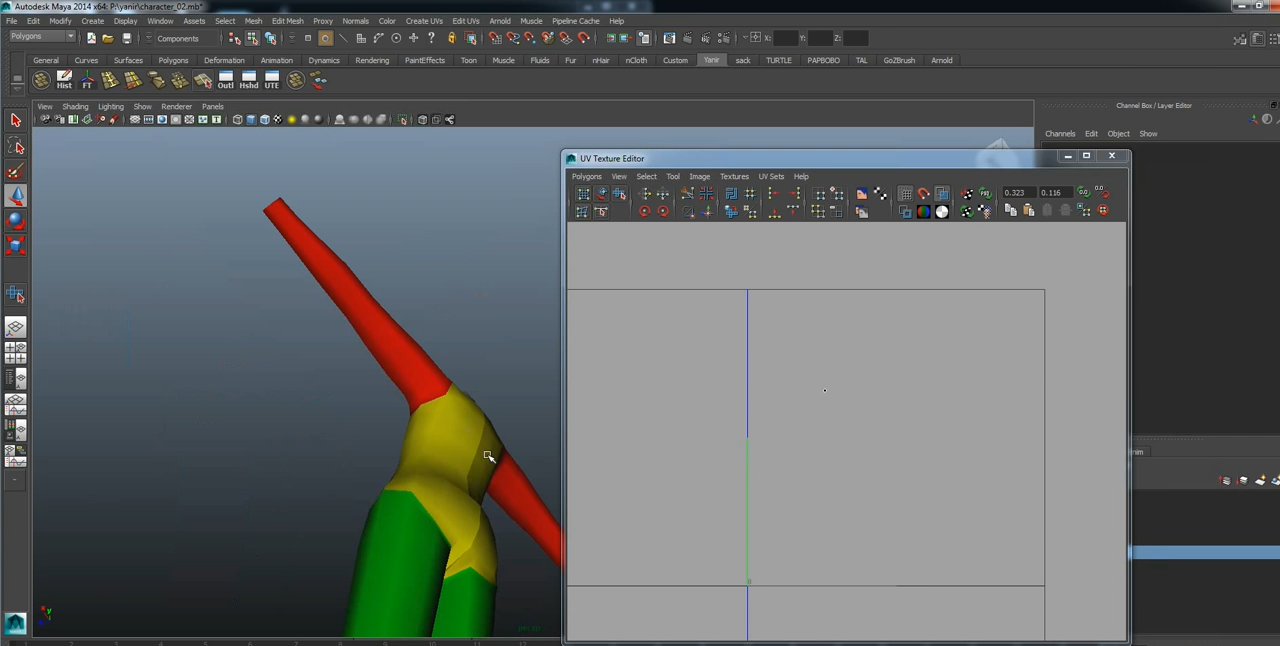 Autodesk Maya 2014 x64: P:\yanir\character_02.mb*
File Edit Modify Create Display Window Assets Select Mesh Edit Mesh Proxy Normals Color Create UVs Edit UVs Arnold Muscle Pipeline Cache Help
Polygons Components X: Y: Z:
General Curves Surfaces Polygons Deformation Animation Dynamics Rendering PaintEffects Toon Muscle Fluids Fur nHair nCloth Custom Yanir sack TURTLE PAPBOBO TAL GoZBrush Arnold
Hist FT Outl Hshd UTE
View Shading Lighting Show Renderer Panels
Channel Box / Layer Editor
Channels Edit Object Show
UV Texture Editor
Polygons View Select Tool Image Textures UV Sets Help
0.323 0.116
persp